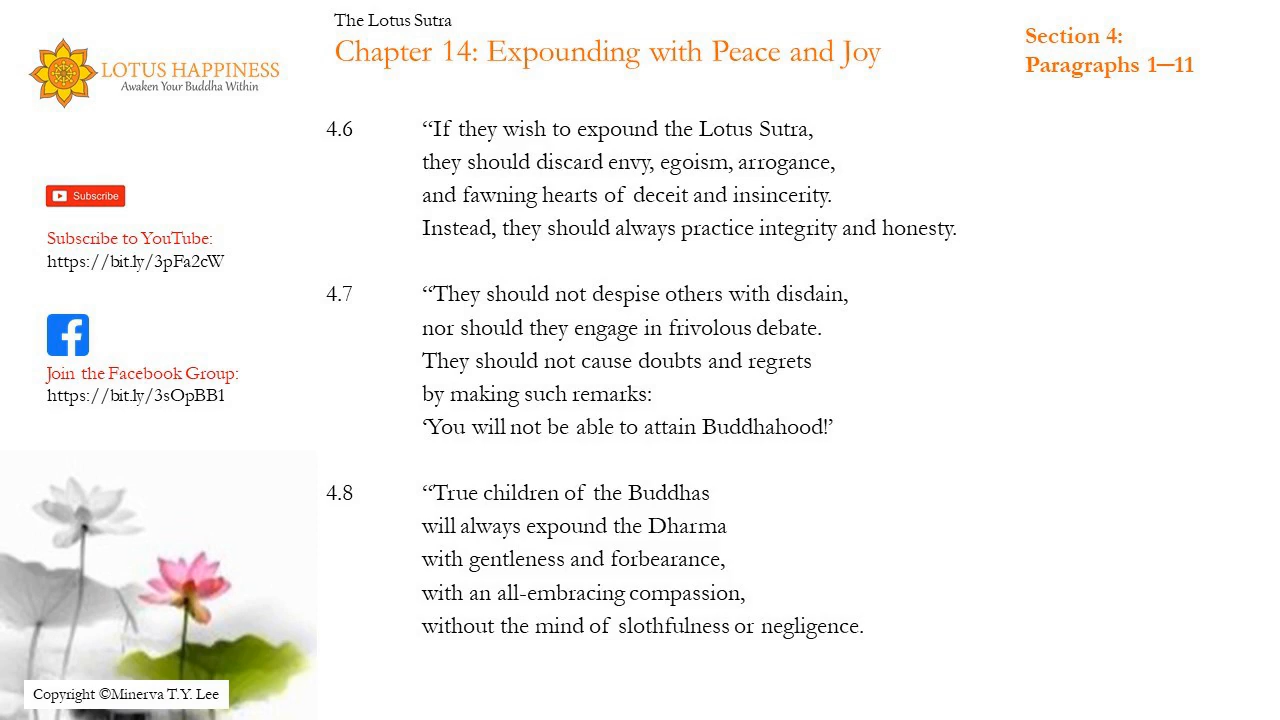 The Lotus Sutra
Chapter 14: Expounding with Peace and Joy
Section 4:
Paragraphs 1—11
LOTUS HAPPINESS
Awaken Your Buddha Within
Subscribe
Subscribe to YouTube:
https://bit.ly/3pFa2cW
Join the Facebook Group:
https://bit.ly/3sOpBB1
4.6 “If they wish to expound the Lotus Sutra,
they should discard envy, egoism, arrogance,
and fawning hearts of deceit and insincerity.
Instead, they should always practice integrity and honesty.
4.7 “They should not despise others with disdain,
nor should they engage in frivolous debate.
They should not cause doubts and regrets
by making such remarks:
‘You will not be able to attain Buddhahood!’
4.8 “True children of the Buddhas
will always expound the Dharma
with gentleness and forbearance,
with an all-embracing compassion,
without the mind of slothfulness or negligence.
Copyright ©Minerva T.Y. Lee